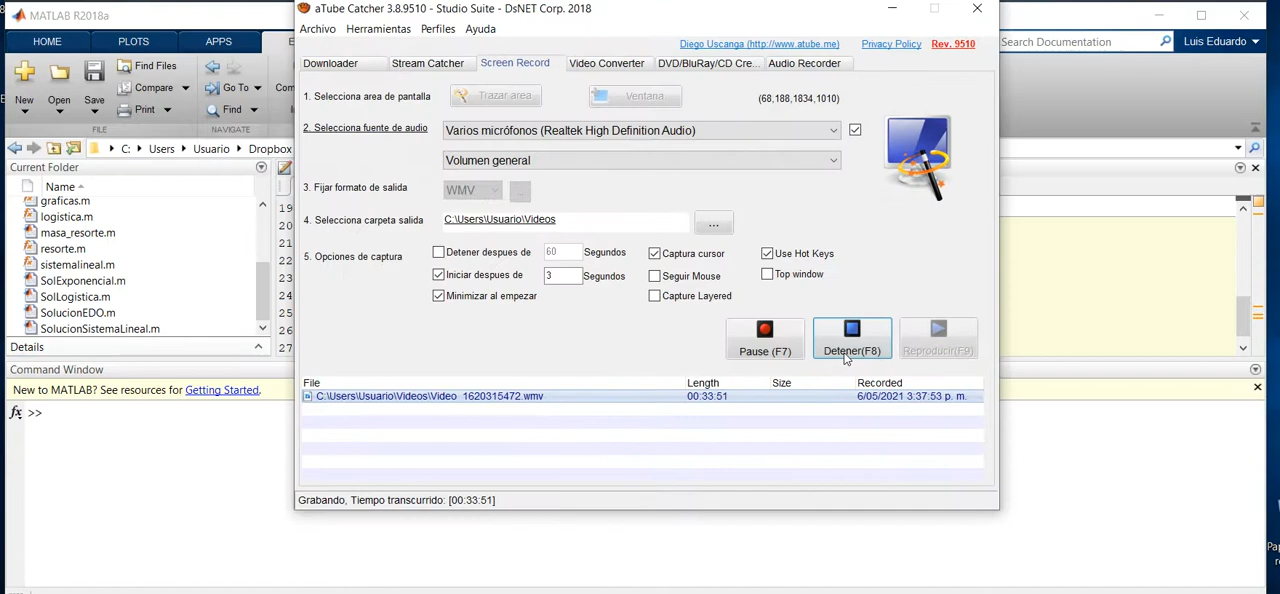 MATLAB R2018a
aTube Catcher 3.8.9510 - Studio Suite - DsNET Corp. 2018
Archivo Herramientas Perfiles Ayuda
Diego Uscanga (http://www.atube.me) Privacy Policy Rev. 9510
HOME PLOTS APPS
Search Documentation Luis Eduardo
Downloader Stream Catcher Screen Record Video Converter DVD/BluRay/CD Cre... Audio Recorder
New Open Save
Find Files
Compare
Print
Go To
Find
FILE NAVIGATE
C: Users Usuario Dropbox
Current Folder
Name
graficas.m
logistica.m
masa_resorte.m
resorte.m
sistemalineal.m
SolExponencial.m
SolLogistica.m
SolucionEDO.m
SolucionSistemaLineal.m
Details
19
20
21
22
23
24
25
26
27
1. Selecciona area de pantalla Trazar area Ventana (68,188,1834,1010)
2. Selecciona fuente de audio Varios micrófonos (Realtek High Definition Audio)
Volumen general
3. Fijar formato de salida WMV ...
4. Selecciona carpeta salida C:\Users\Usuario\Videos ...
5. Opciones de captura
Detener despues de 60 Segundos Captura cursor Use Hot Keys
Iniciar despues de 3 Segundos Seguir Mouse Top window
Minimizar al empezar Capture Layered
Pause (F7) Detener(F8) Reproducir(F9)
File Length Size Recorded
C:\Users\Usuario\Videos\Video_1620315472.wmv 00:33:51 6/05/2021 3:37:53 p. m.
Grabando, Tiempo transcurrido: [00:33:51]
Command Window
New to MATLAB? See resources for Getting Started.
fx >>